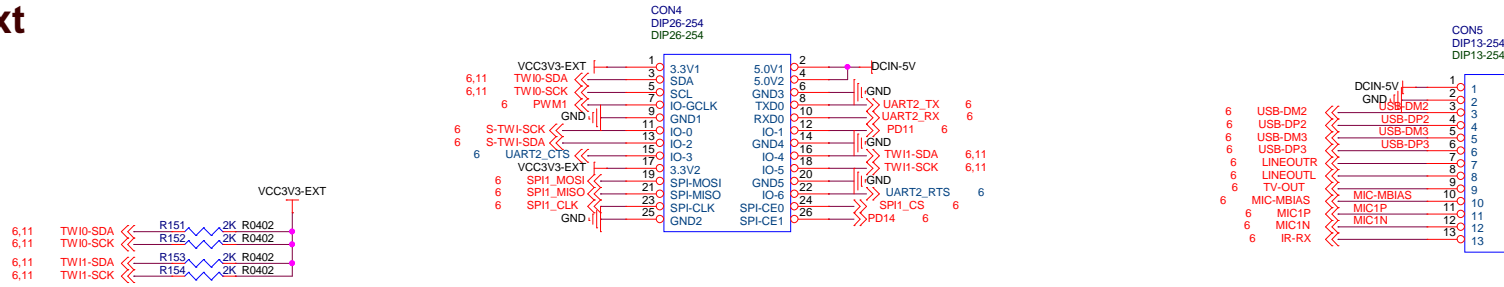 xt
CON4
DIP26-254
DIP26-254
VCC3V3-EXT 1 3.3V1 5.0V1 2 DCIN-5V
6,11 TWI0-SDA 3 SDA 5.0V2 4
6,11 TWI0-SCK 5 SCL GND3 6 GND
6 PWM1 7 IO-GCLK TXD0 8 UART2_TX 6
GND 9 GND1 RXD0 10 UART2_RX 6
6 S-TWI-SCK 11 IO-0 IO-1 12 PD11 6
6 S-TWI-SDA 13 IO-2 GND4 14 GND
6 UART2_CTS 15 IO-3 IO-4 16 TWI1-SDA 6,11
VCC3V3-EXT 17 3.3V2 IO-5 18 TWI1-SCK 6,11
6 SPI1_MOSI 19 SPI-MOSI GND5 20 GND
6 SPI1_MISO 21 SPI-MISO IO-6 22 UART2_RTS 6
6 SPI1_CLK 23 SPI-CLK SPI-CE0 24 SPI1_CS 6
GND 25 GND2 SPI-CE1 26 PD14 6
CON5
DIP13-254
DIP13-254
DCIN-5V 1 1
GND 2 2
6 USB-DM2 USB-DM2 3 3
6 USB-DP2 USB-DP2 4 4
6 USB-DM3 USB-DM3 5 5
6 USB-DP3 USB-DP3 6 6
6 LINEOUTR 7 7
6 LINEOUTL 8 8
6 TV-OUT 9 9
6 MIC-MBIAS MIC-MBIAS 10 10
6 MIC1P MIC1P 11 11
6 MIC1N MIC1N 12 12
6 IR-RX 13 13
VCC3V3-EXT
6,11 TWI0-SDA R151 2K R0402
6,11 TWI0-SCK R152 2K R0402
6,11 TWI1-SDA R153 2K R0402
6,11 TWI1-SCK R154 2K R0402